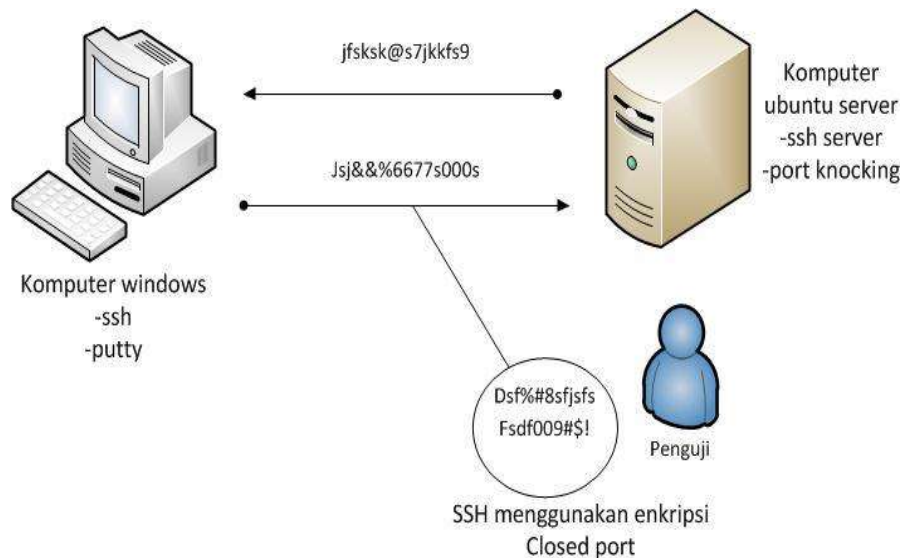 jfsksk@s7jkkfs9
Jsj&&%6677s000s
Komputer
ubuntu server
-ssh server
-port knocking
Komputer windows
-ssh
-putty
Dsf%#8sfjsfs
Fsdf009#$!
Penguji
SSH menggunakan enkripsi
Closed port